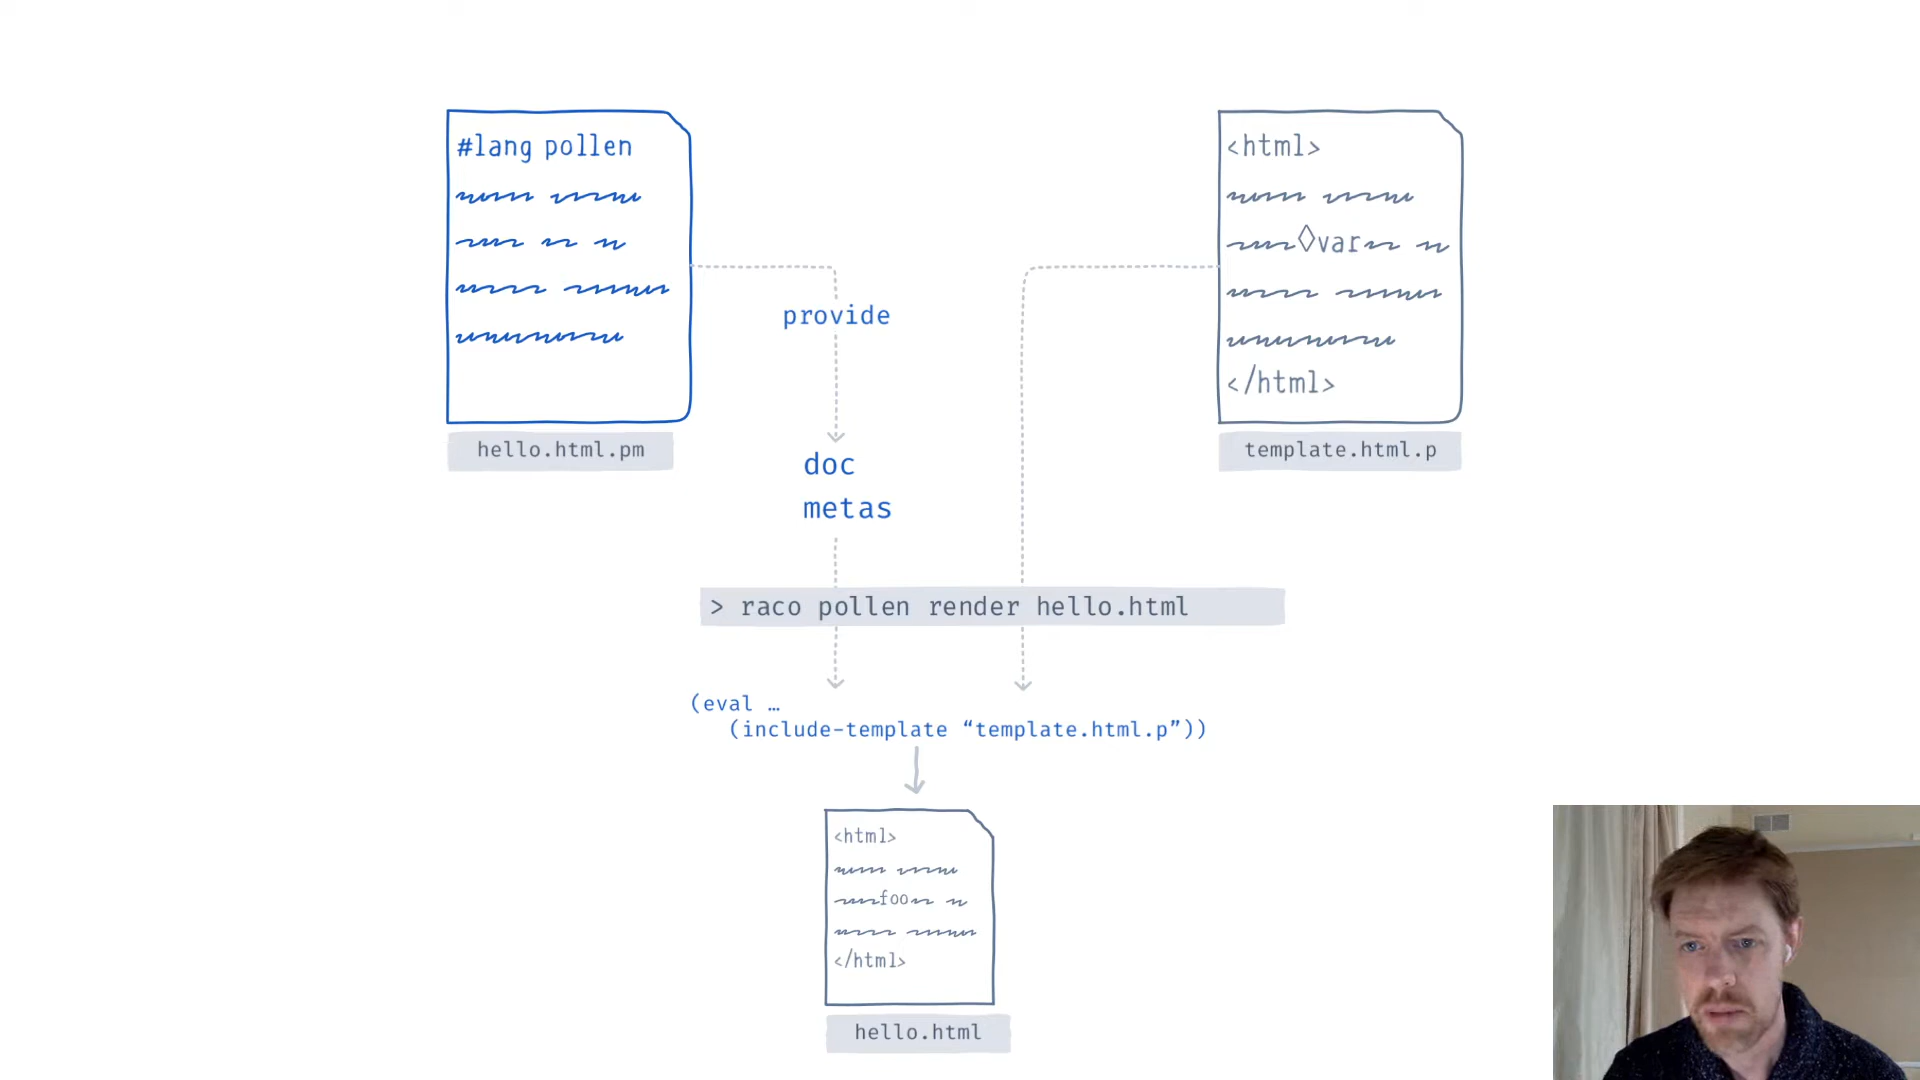 #lang pollen
hello.html.pm
provide
doc
metas
<html>
◊var
</html>
template.html.p
> raco pollen render hello.html
(eval …
(include-template “template.html.p”))
<html>
foo
</html>
hello.html